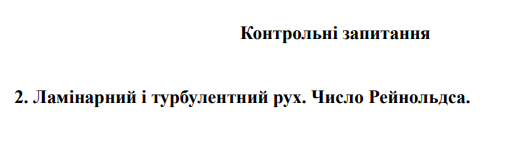 Контрольні запитання
2. Ламінарний і турбулентний рух. Число Рейнольдса.